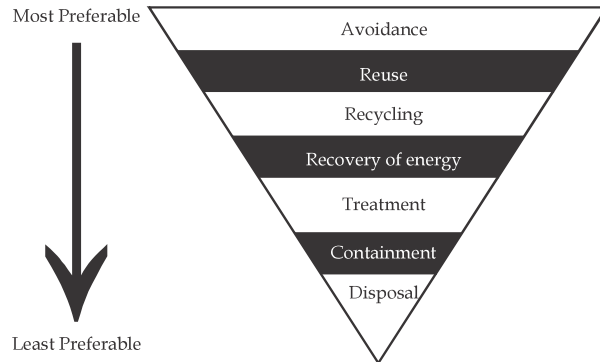 Most Preferable
Avoidance
Reuse
Recycling
Recovery of energy
Treatment
Containment
Disposal
Least Preferable